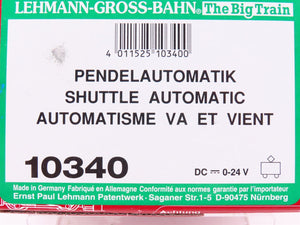 LEHMANN-GROSS-BAHN® The Big Train
4 011525 103400
PENDELAUTOMATIK
SHUTTLE AUTOMATIC
AUTOMATISME VA ET VIENT
10340 DC 0-24 V
Made in Germany Fabriqué en Allemagne Conformité aux normes garantie par l'importateur
Ernst Paul Lehmann Patentwerk - Saganer Str.1-5 D-90475 Nürnberg
Achtung